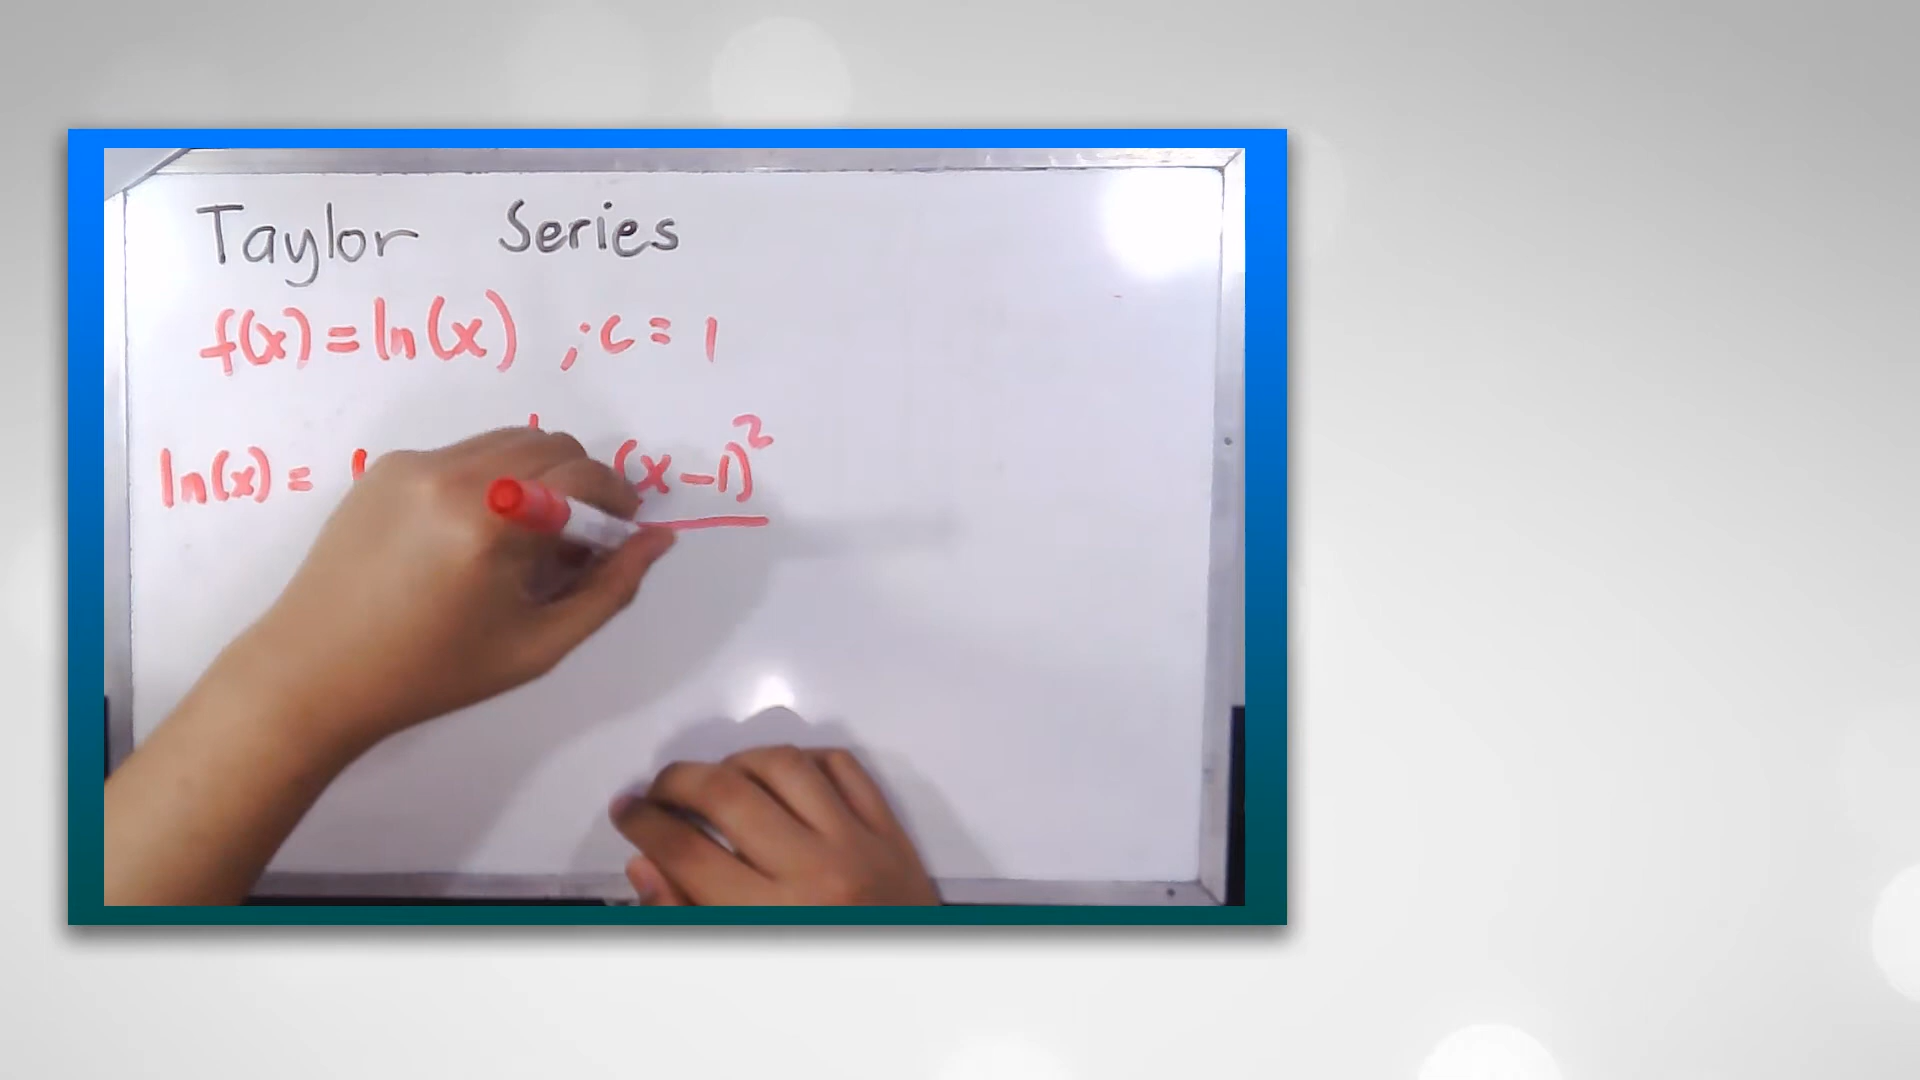 Taylor Series
f(x) = ln(x) ; c = 1
ln(x) = (x-1)²